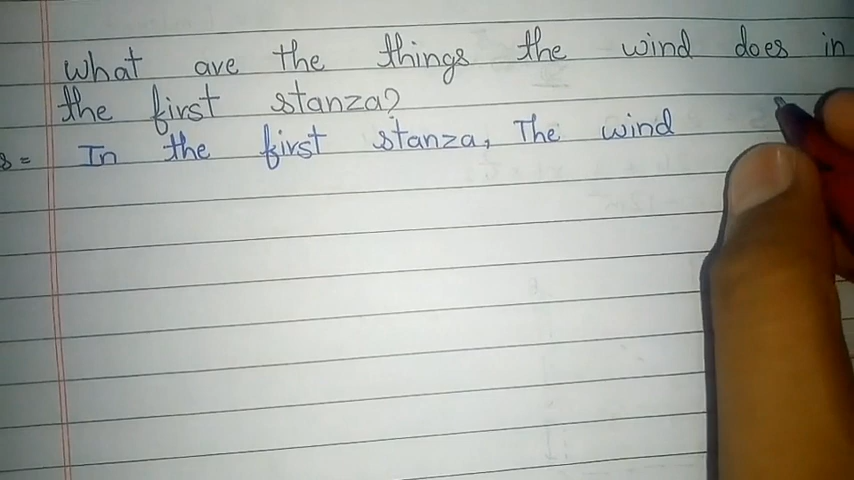 What are the things the wind does in
the first stanza?
s = In the first stanza, The wind